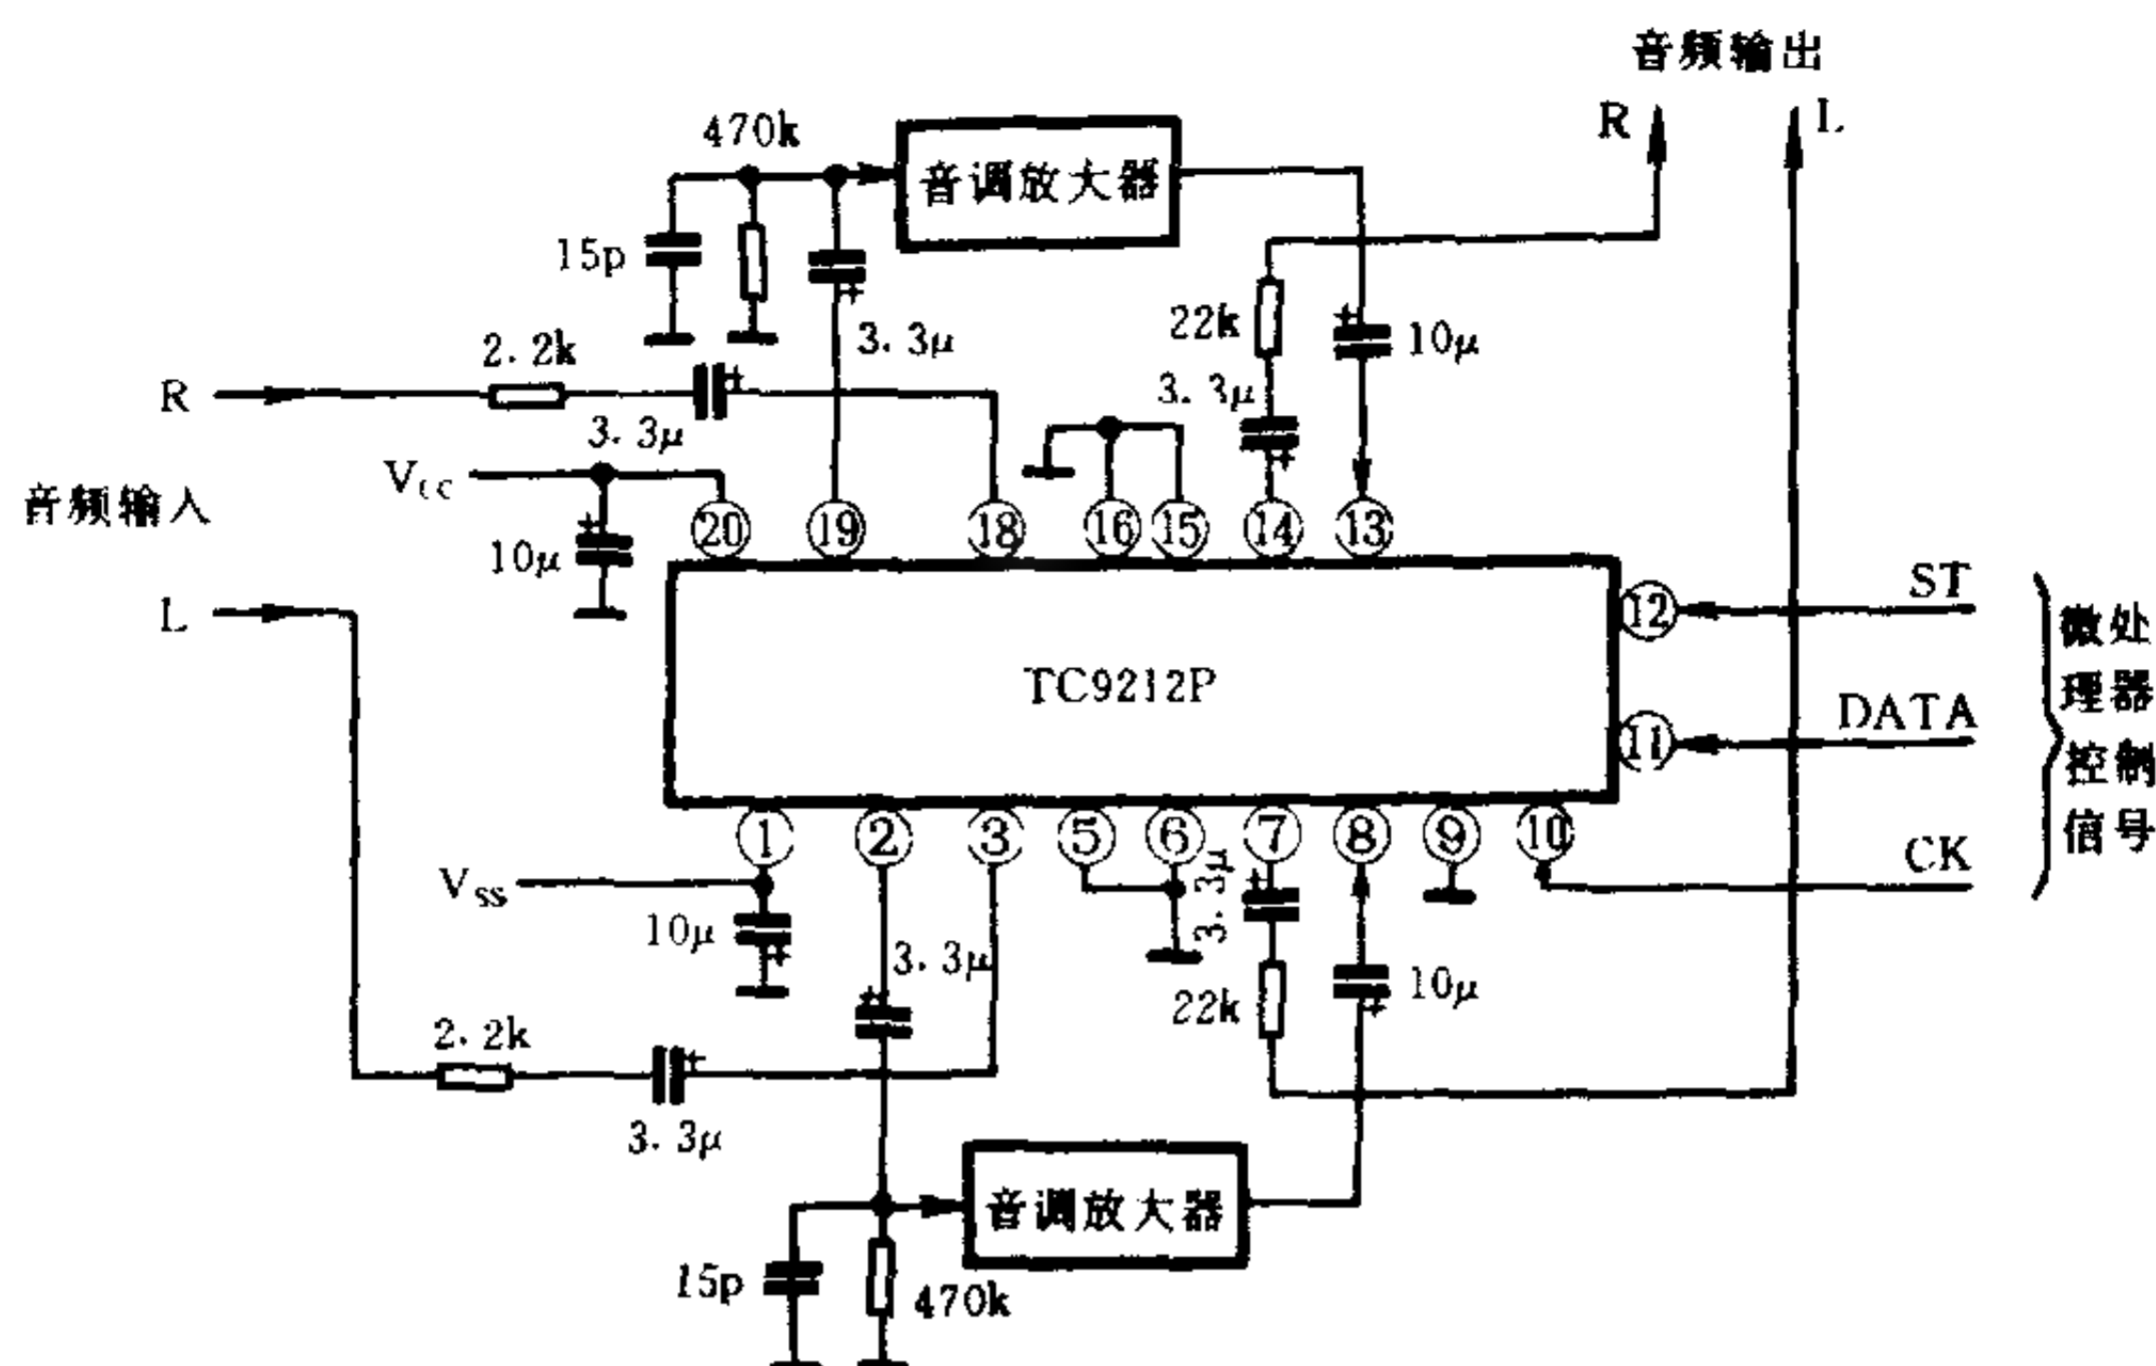 音频输出
R
L
470k
音调放大器
15p
3.3μ
22k
10μ
2.2k
R
3.3μ
3.3μ
Vcc
音频输入
10μ
20
19
18
16
15
14
13
L
TC9212P
12
ST
11
DATA
微处
理器
控制
信号
1
2
3
5
6
7
8
9
10
CK
Vss
10μ
3.3μ
3.3μ
22k
10μ
2.2k
3.3μ
音调放大器
15p
470k